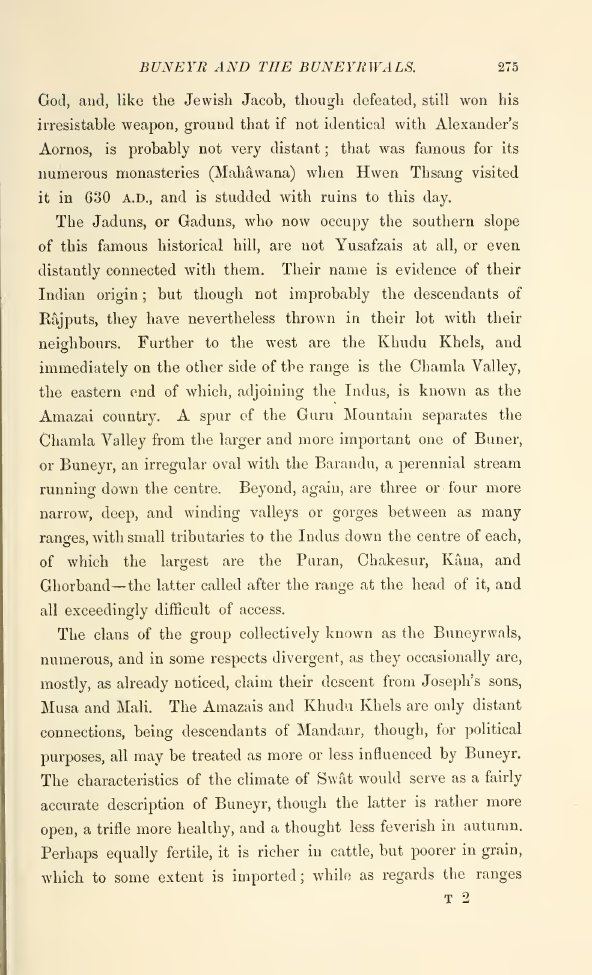 BUNEYR AND THE BUNEYRWALS. 275
God, and, like the Jewish Jacob, though defeated, still won his
irresistable weapon, ground that if not identical with Alexander's
Aornos, is probably not very distant; that was famous for its
numerous monasteries (Mahâwana) when Hwen Thsang visited
it in 630 A.D., and is studded with ruins to this day.
The Jaduns, or Gaduns, who now occupy the southern slope
of this famous historical hill, are not Yusafzais at all, or even
distantly connected with them. Their name is evidence of their
Indian origin; but though not improbably the descendants of
Râjputs, they have nevertheless thrown in their lot with their
neighbours. Further to the west are the Khudu Khels, and
immediately on the other side of the range is the Chamla Valley,
the eastern end of which, adjoining the Indus, is known as the
Amazai country. A spur of the Guru Mountain separates the
Chamla Valley from the larger and more important one of Buner,
or Buneyr, an irregular oval with the Barandu, a perennial stream
running down the centre. Beyond, again, are three or four more
narrow, deep, and winding valleys or gorges between as many
ranges, with small tributaries to the Indus down the centre of each,
of which the largest are the Puran, Chakesur, Kâna, and
Ghorband—the latter called after the range at the head of it, and
all exceedingly difficult of access.
The clans of the group collectively known as the Buneyrwals,
numerous, and in some respects divergent, as they occasionally are,
mostly, as already noticed, claim their descent from Joseph's sons,
Musa and Mali. The Amazais and Khudu Khels are only distant
connections, being descendants of Mandanr, though, for political
purposes, all may be treated as more or less influenced by Buneyr.
The characteristics of the climate of Swât would serve as a fairly
accurate description of Buneyr, though the latter is rather more
open, a trifle more healthy, and a thought less feverish in autumn.
Perhaps equally fertile, it is richer in cattle, but poorer in grain,
which to some extent is imported; while as regards the ranges
T 2